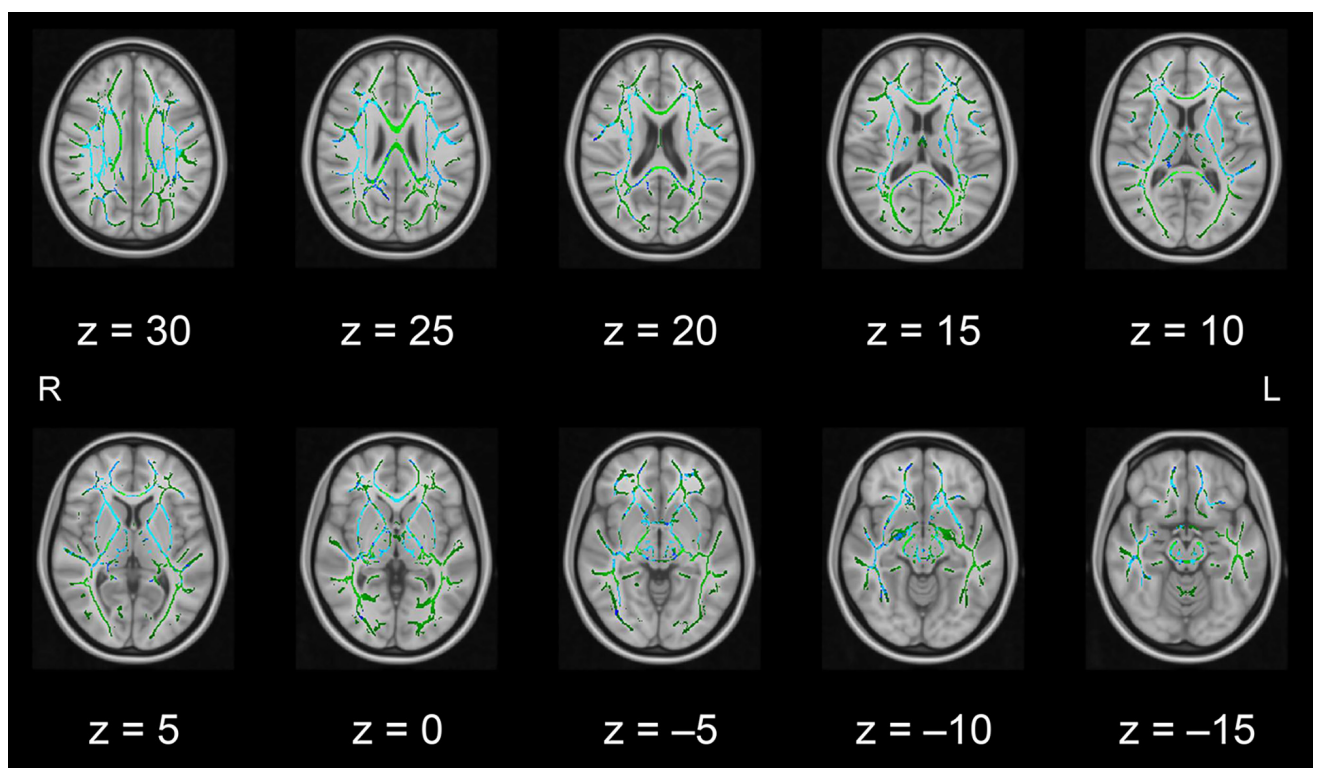 z = 30 z = 25 z = 20 z = 15 z = 10
R L
z = 5 z = 0 z = –5 z = –10 z = –15